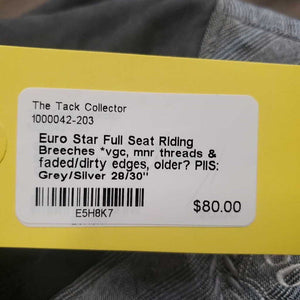 The Tack Collector
1000042-203
Euro Star Full Seat Riding
Breeches *vgc, mnr threads &
faded/dirty edges, older? PIIS:
Grey/Silver 28/30"
E5H8K7
$80.00